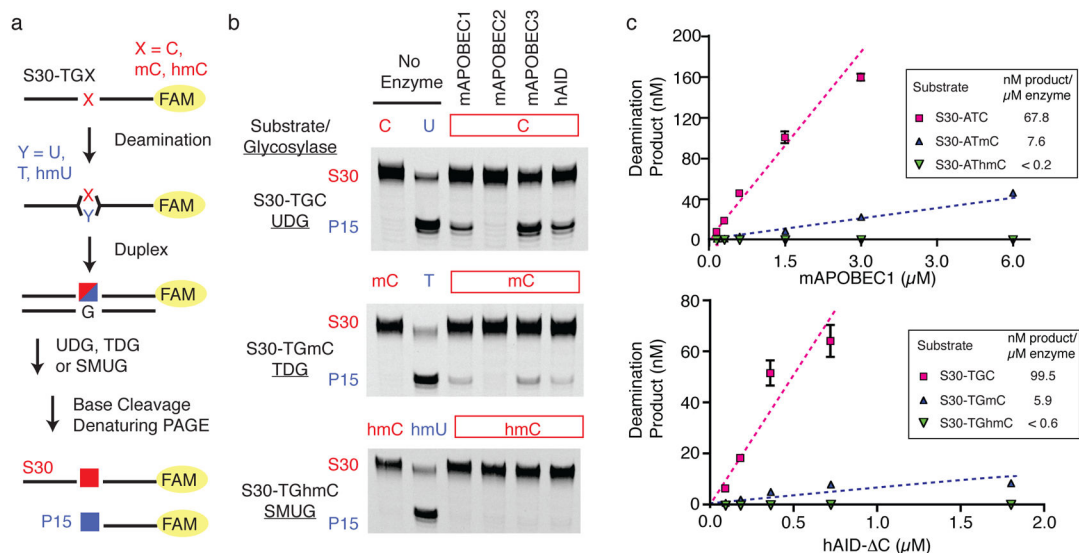 a
X = C,
mC, hmC
S30-TGX
X
FAM
Deamination
Y = U,
T, hmU
X
Y
FAM
Duplex
G
FAM
UDG, TDG
or SMUG
Base Cleavage
Denaturing PAGE
S30
FAM
P15
FAM
b
No
Enzyme
mAPOBEC1
mAPOBEC2
mAPOBEC3
hAID
Substrate/
Glycosylase
C U C
S30
S30-TGC
UDG
P15
mC T mC
S30
S30-TGmC
TDG
P15
hmC hmU hmC
S30
S30-TGhmC
SMUG
P15
c
Deamination
Product (nM)
200
160
120
80
40
0
0.0 1.5 3.0 3.0 6.0
mAPOBEC1 (µM)
Substrate nM product/
µM enzyme
S30-ATC 67.8
S30-ATmC 7.6
S30-AThmC < 0.2
Deamination
Product (nM)
80
60
40
20
0
0.0 0.5 1.0 1.5 2.0
hAID-ΔC (µM)
Substrate nM product/
µM enzyme
S30-TGC 99.5
S30-TGmC 5.9
S30-TGhmC < 0.6